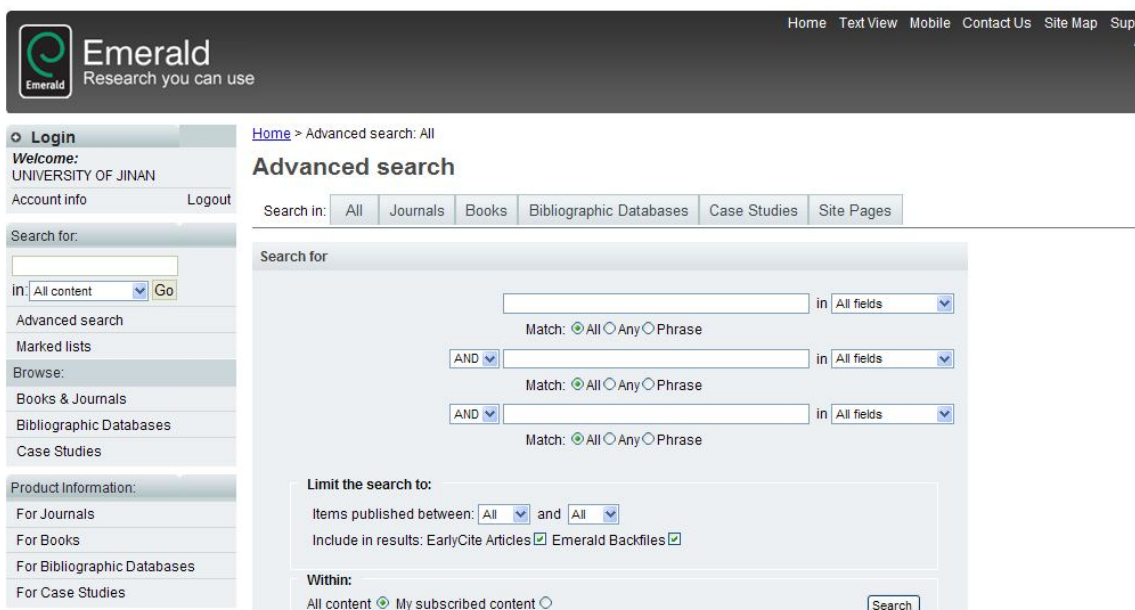 Home Text View Mobile Contact Us Site Map Sup
Emerald
Emerald
Research you can use
Login
Welcome:
UNIVERSITY OF JINAN
Account info Logout
Search for:
in: All content Go
Advanced search
Marked lists
Browse:
Books & Journals
Bibliographic Databases
Case Studies
Product Information:
For Journals
For Books
For Bibliographic Databases
For Case Studies
Home > Advanced search: All
Advanced search
Search in: All Journals Books Bibliographic Databases Case Studies Site Pages
Search for
in All fields
Match: All Any Phrase
AND in All fields
Match: All Any Phrase
AND in All fields
Match: All Any Phrase
Limit the search to:
Items published between: All and All
Include in results: EarlyCite Articles Emerald Backfiles
Within:
All content My subscribed content Search